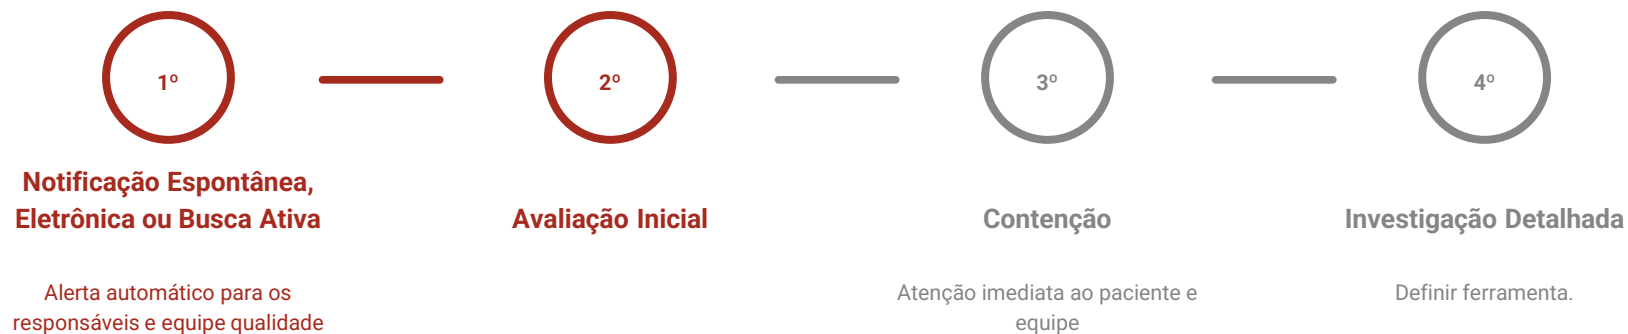 1º
2º
3º
4º
Notificação Espontânea,
Eletrônica ou Busca Ativa
Avaliação Inicial
Contenção
Investigação Detalhada
Alerta automático para os
responsáveis e equipe qualidade
Atenção imediata ao paciente e
equipe
Definir ferramenta.